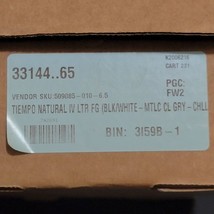 33144..65
PGC:
FW2
VENDOR SKU:
TIEMPO NATURAL IV LTR FG (BLK/WHITE - MTLC CL GRY - CHLL
BIN: 3I59B - 1